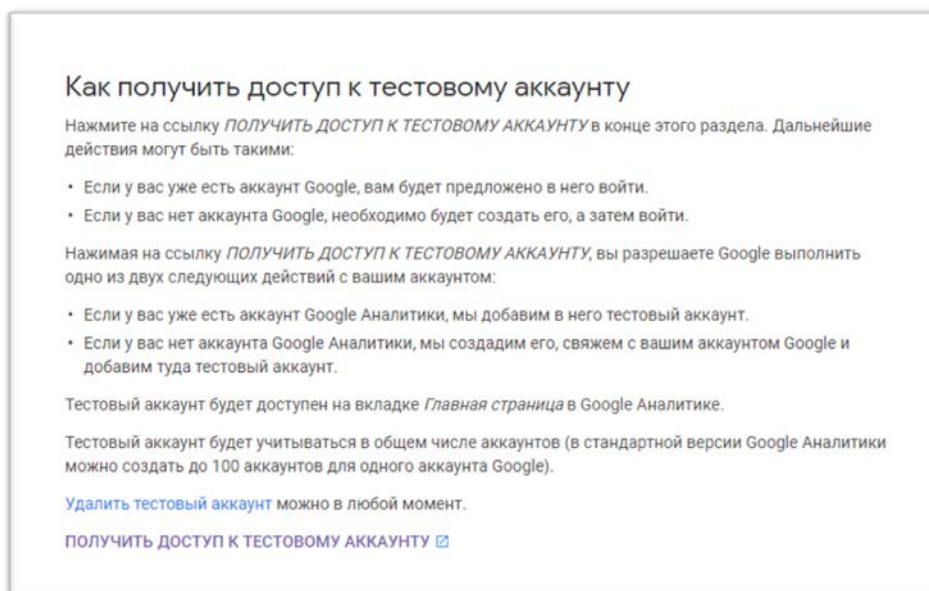 Как получить доступ к тестовому аккаунту
Нажмите на ссылку ПОЛУЧИТЬ ДОСТУП К ТЕСТОВОМУ АККАУНТУ в конце этого раздела. Дальнейшие
действия могут быть такими:
• Если у вас уже есть аккаунт Google, вам будет предложено в него войти.
• Если у вас нет аккаунта Google, необходимо будет создать его, а затем войти.
Нажимая на ссылку ПОЛУЧИТЬ ДОСТУП К ТЕСТОВОМУ АККАУНТУ, вы разрешаете Google выполнить
одно из двух следующих действий с вашим аккаунтом:
• Если у вас уже есть аккаунт Google Аналитики, мы добавим в него тестовый аккаунт.
• Если у вас нет аккаунта Google Аналитики, мы создадим его, свяжем с вашим аккаунтом Google и
добавим туда тестовый аккаунт.
Тестовый аккаунт будет доступен на вкладке Главная страница в Google Аналитике.
Тестовый аккаунт будет учитываться в общем числе аккаунтов (в стандартной версии Google Аналитики
можно создать до 100 аккаунтов для одного аккаунта Google).
Удалить тестовый аккаунт можно в любой момент.
ПОЛУЧИТЬ ДОСТУП К ТЕСТОВОМУ АККАУНТУ